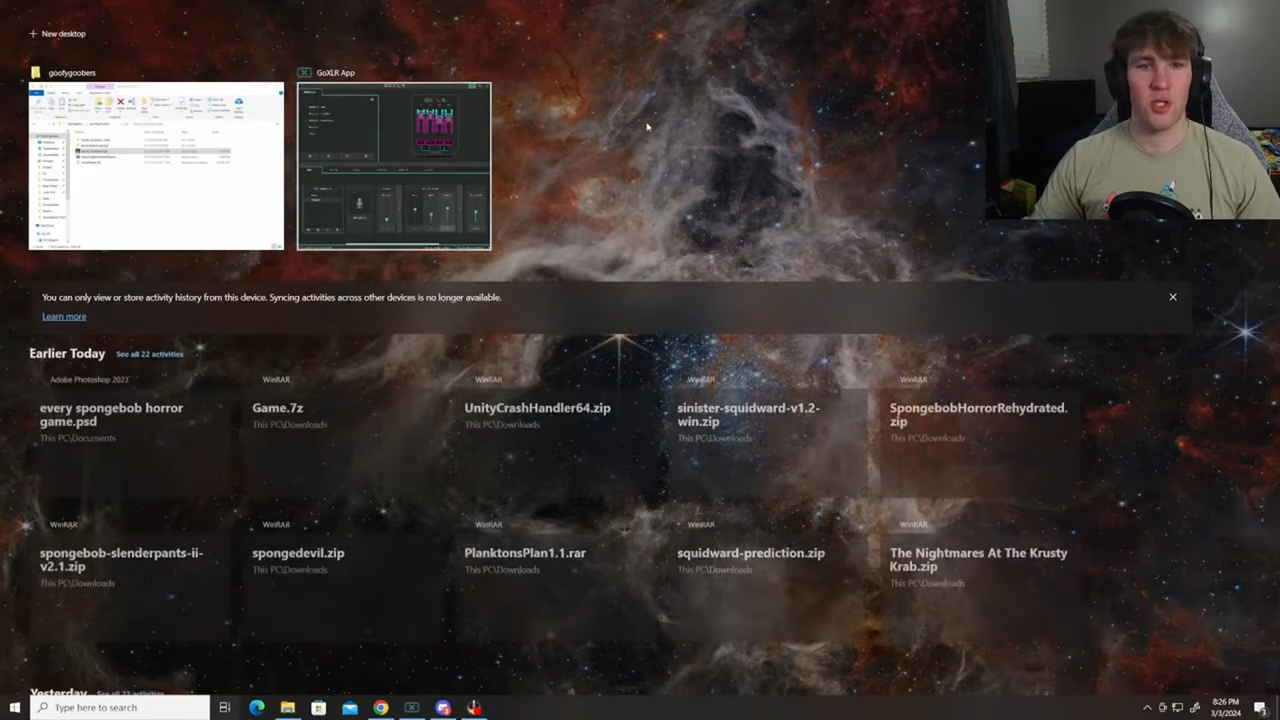 New desktop
goofygoobers
GoXLR App
You can only view or store activity history from this device. Syncing activities across other devices is no longer available.
Learn more
Earlier Today See all 22 activities
Adobe Photoshop 2023
every spongebob horror
game.psd
This PC\Documents
WinRAR
Game.7z
This PC\Downloads
WinRAR
UnityCrashHandler64.zip
This PC\Downloads
WinRAR
sinister-squidward-v1.2-
win.zip
This PC\Downloads
WinRAR
SpongebobHorrorRehydrated.
zip
This PC\Downloads
WinRAR
spongebob-slenderpants-ii-
v2.1.zip
This PC\Downloads
WinRAR
spongedevil.zip
This PC\Downloads
WinRAR
PlanktonsPlan1.1.rar
This PC\Downloads
WinRAR
squidward-prediction.zip
This PC\Downloads
WinRAR
The Nightmares At The Krusty
Krab.zip
This PC\Downloads
Yesterday
Type here to search
8:26 PM
3/3/2024
3